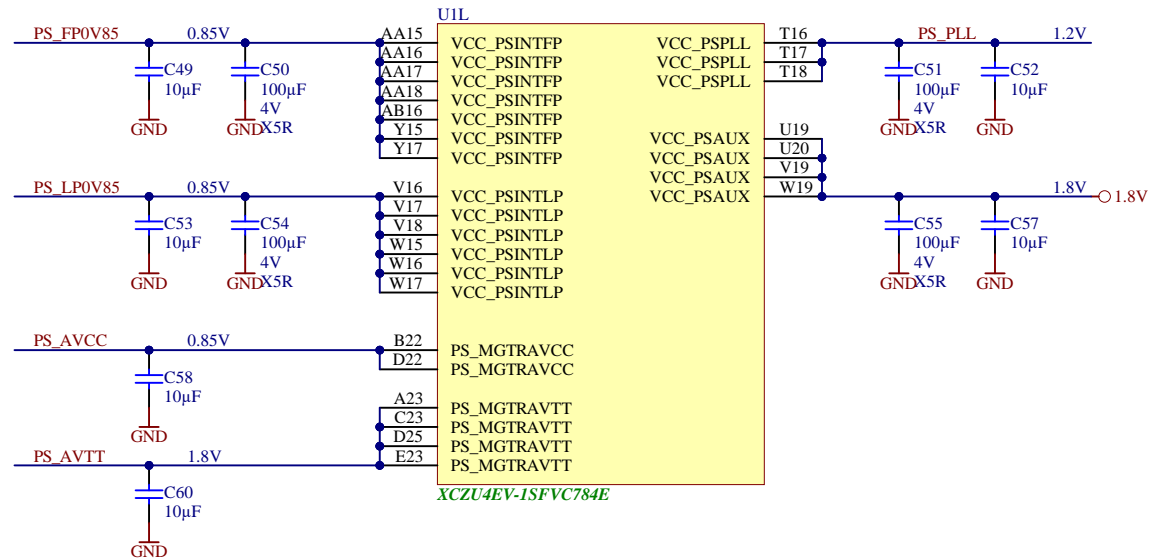 U1L
PS_FP0V85 0.85V
C49
10µF
GND
C50
100µF
4V
X5R
GND
AA15 VCC_PSINTFP
AA16 VCC_PSINTFP
AA17 VCC_PSINTFP
AA18 VCC_PSINTFP
AB16 VCC_PSINTFP
Y15 VCC_PSINTFP
Y17 VCC_PSINTFP
VCC_PSPLL T16
VCC_PSPLL T17
VCC_PSPLL T18
PS_PLL 1.2V
C51
100µF
4V
X5R
GND
C52
10µF
GND
VCC_PSAUX U19
VCC_PSAUX U20
VCC_PSAUX V19
VCC_PSAUX W19
1.8V 1.8V
C55
100µF
4V
X5R
GND
C57
10µF
GND
PS_LP0V85 0.85V
C53
10µF
GND
C54
100µF
4V
X5R
GND
V16 VCC_PSINTLP
V17 VCC_PSINTLP
V18 VCC_PSINTLP
W15 VCC_PSINTLP
W16 VCC_PSINTLP
W17 VCC_PSINTLP
PS_AVCC 0.85V
C58
10µF
GND
B22 PS_MGTRAVCC
D22 PS_MGTRAVCC
A23 PS_MGTRAVTT
C23 PS_MGTRAVTT
D25 PS_MGTRAVTT
E23 PS_MGTRAVTT
PS_AVTT 1.8V
C60
10µF
GND
XCZU4EV-1SFVC784E